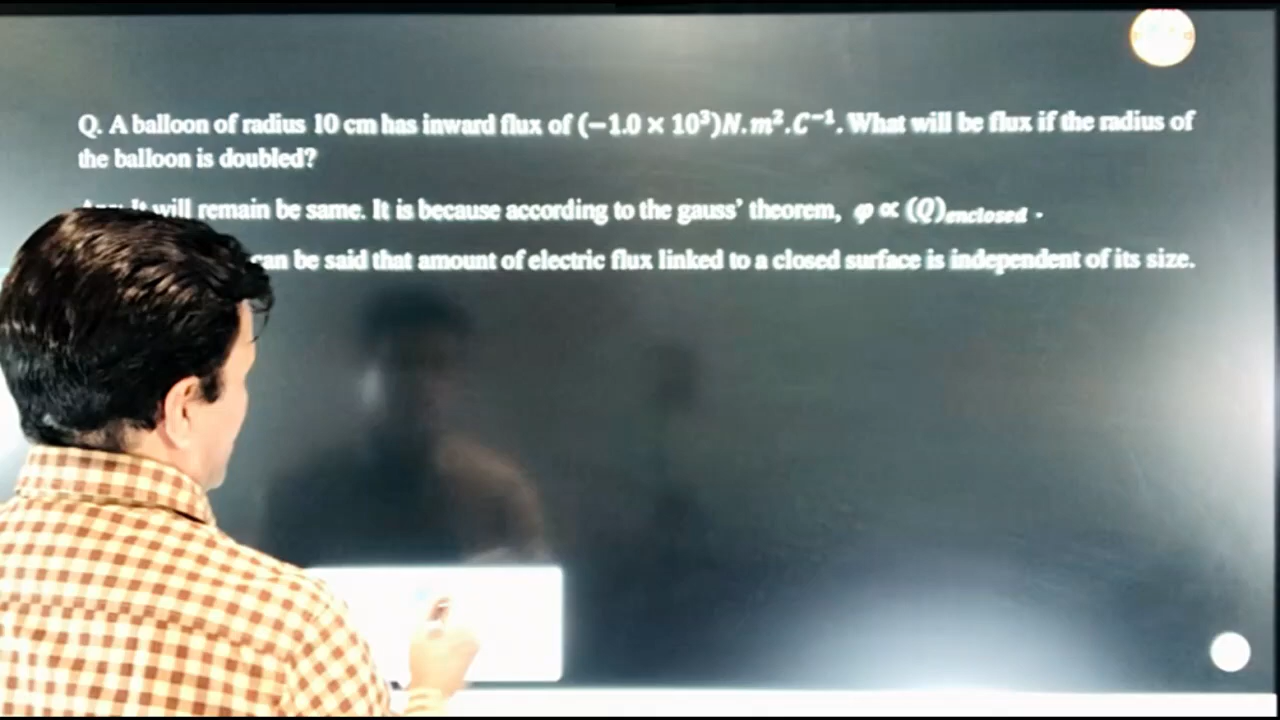 Q. A balloon of radius 10 cm has inward flux of (−1.0 × 10³)N.m².C⁻¹. What will be flux if the radius of
the balloon is doubled?
It will remain be same. It is because according to the gauss' theorem, φ ∝ (Q)enclosed .
can be said that amount of electric flux linked to a closed surface is independent of its size.